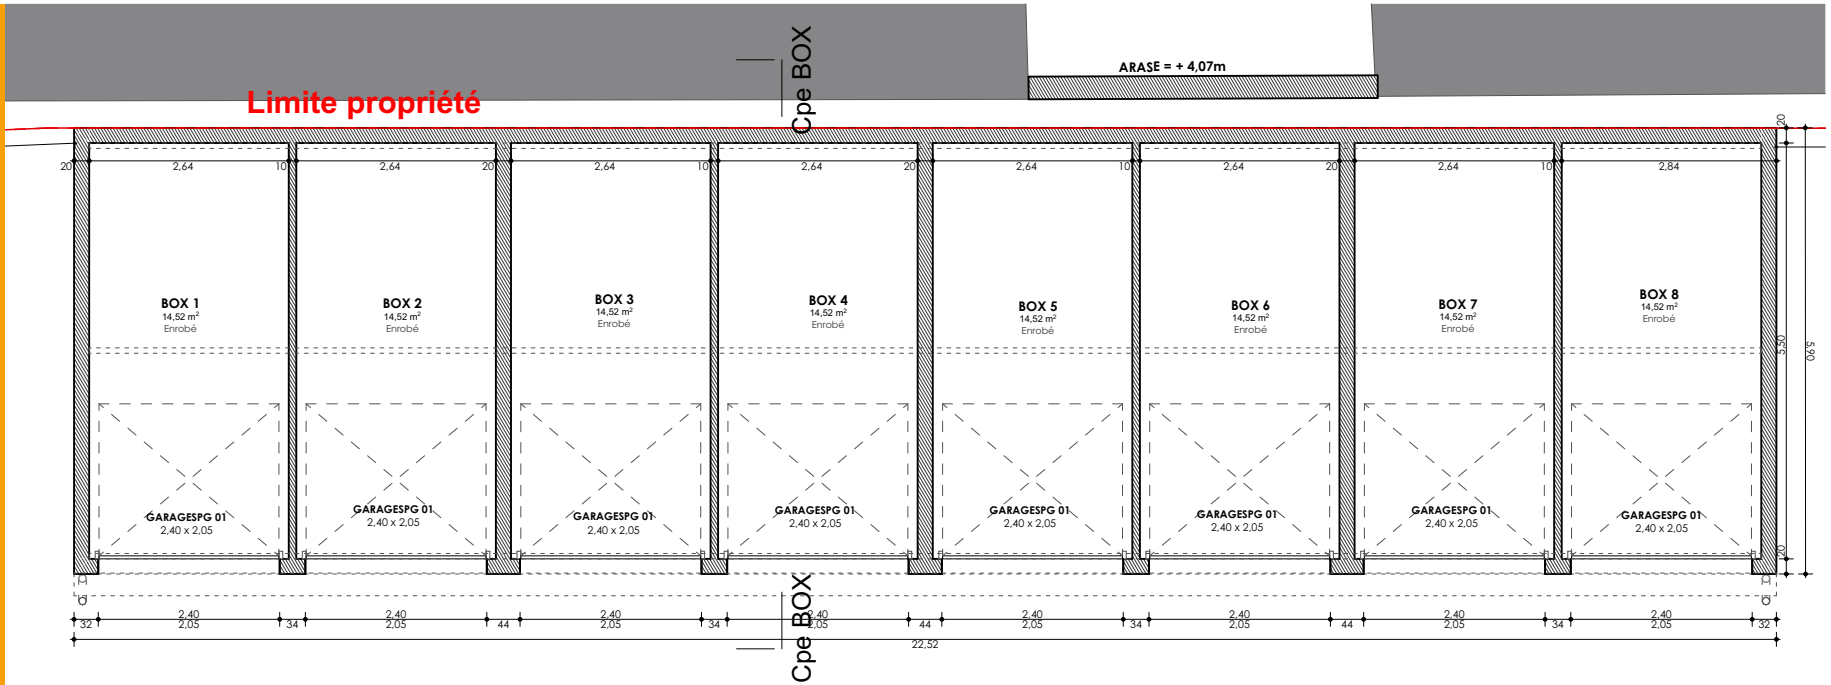 Cpe BOX
ARASE = + 4,07m
Limite propriété
20
20 2,64 10 2,64 20 2,64 10 2,64 20 2,64 10 2,64 20 2,64 10 2,84
BOX 1
14,52 m²
Enrobé
BOX 2
14,52 m²
Enrobé
BOX 3
14,52 m²
Enrobé
BOX 4
14,52 m²
Enrobé
BOX 5
14,52 m²
Enrobé
BOX 6
14,52 m²
Enrobé
BOX 7
14,52 m²
Enrobé
BOX 8
14,52 m²
Enrobé
5,50
5,90
GARAGESPG 01
2,40 x 2,05
GARAGESPG 01
2,40 x 2,05
GARAGESPG 01
2,40 x 2,05
GARAGESPG 01
2,40 x 2,05
GARAGESPG 01
2,40 x 2,05
GARAGESPG 01
2,40 x 2,05
GARAGESPG 01
2,40 x 2,05
GARAGESPG 01
2,40 x 2,05
20
Cpe BOX
2,40 2,40 2,40 2,40 2,40 2,40 2,40 2,40
32 2,05 34 2,05 44 2,05 34 2,05 44 2,05 34 2,05 44 2,05 34 2,05 32
22,52